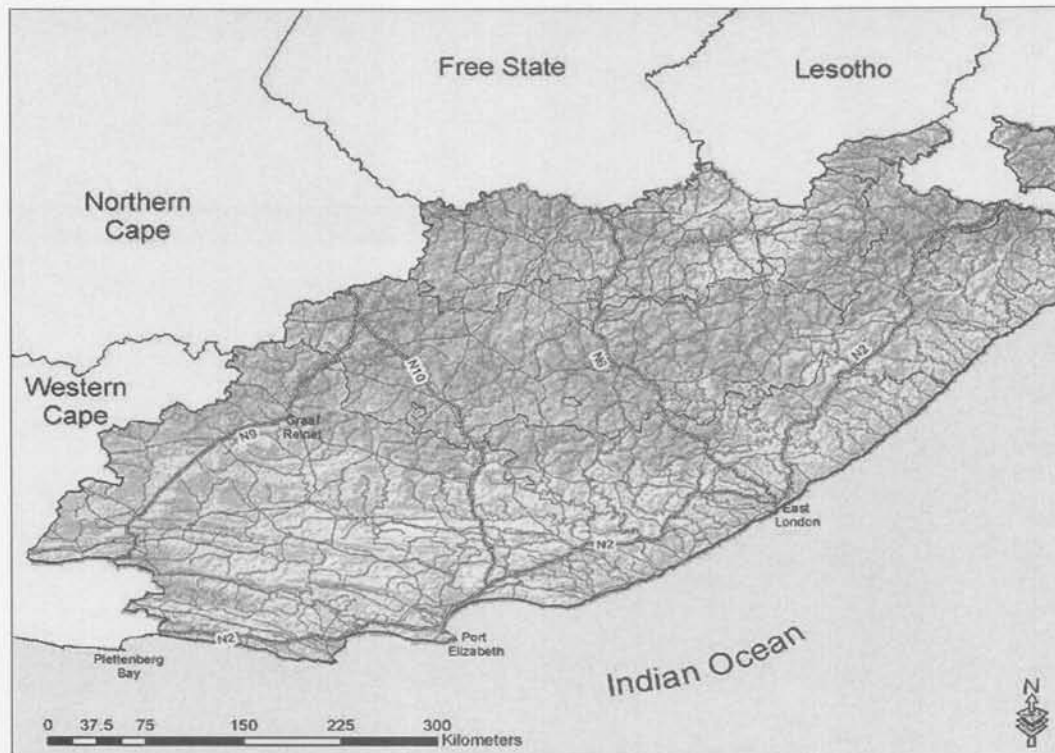 Free State
Lesotho
Northern
Cape
Western
Cape
N10
N6
N2
Graaf
Reinet
N9
East
London
N2
N2
Port
Elizabeth
Plettenberg
Bay
Indian Ocean
N
0 37.5 75 150 225 300
Kilometers